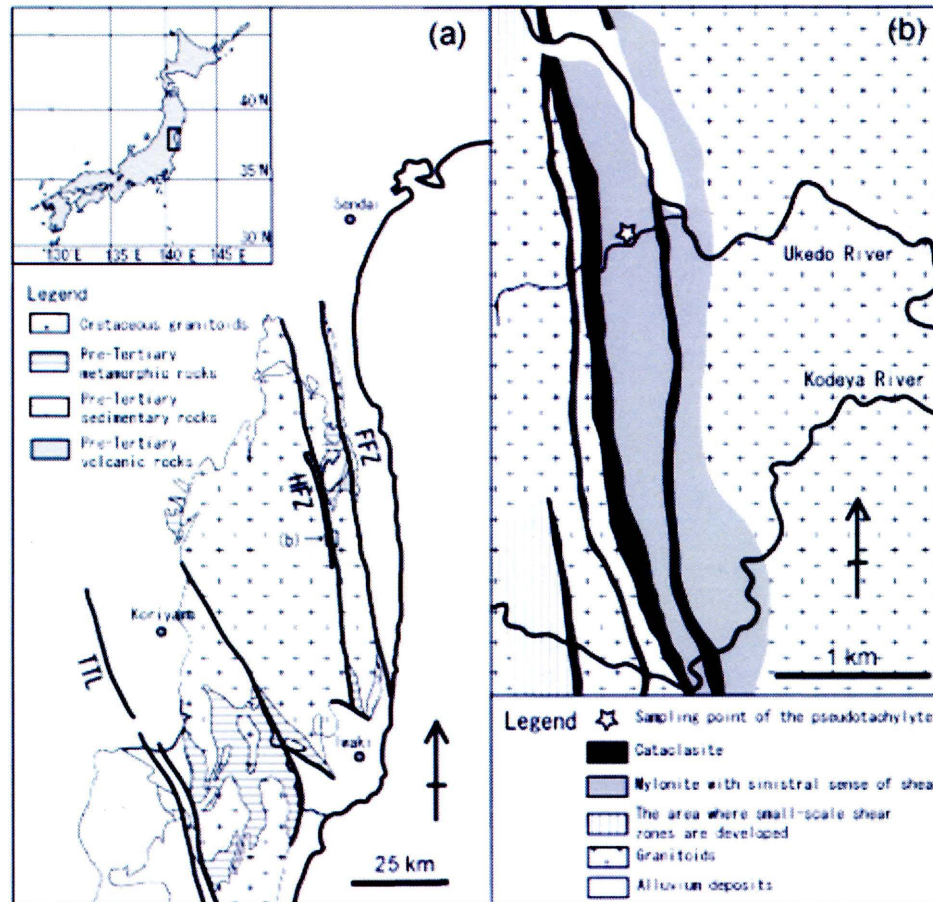 (a)
40 N
35 N
30 N
130 E 135 E 140 E 145 E
Sendai
Legend
Cretaceous granitoids
Pre-Tertiary
metamorphic rocks
Pre-Tertiary
sedimentary rocks
Pre-Tertiary
volcanic rocks
FFZ
HFZ
(b)
Koriyama
TTL
Iwaki
25 km
(b)
Ukedo River
Kodeya River
1 km
Legend
Sampling point of the pseudotachylyte
Cataclasite
Mylonite with sinistral sense of shea
The area where small-scale shear
zones are developed
Granitoids
Alluvium deposits